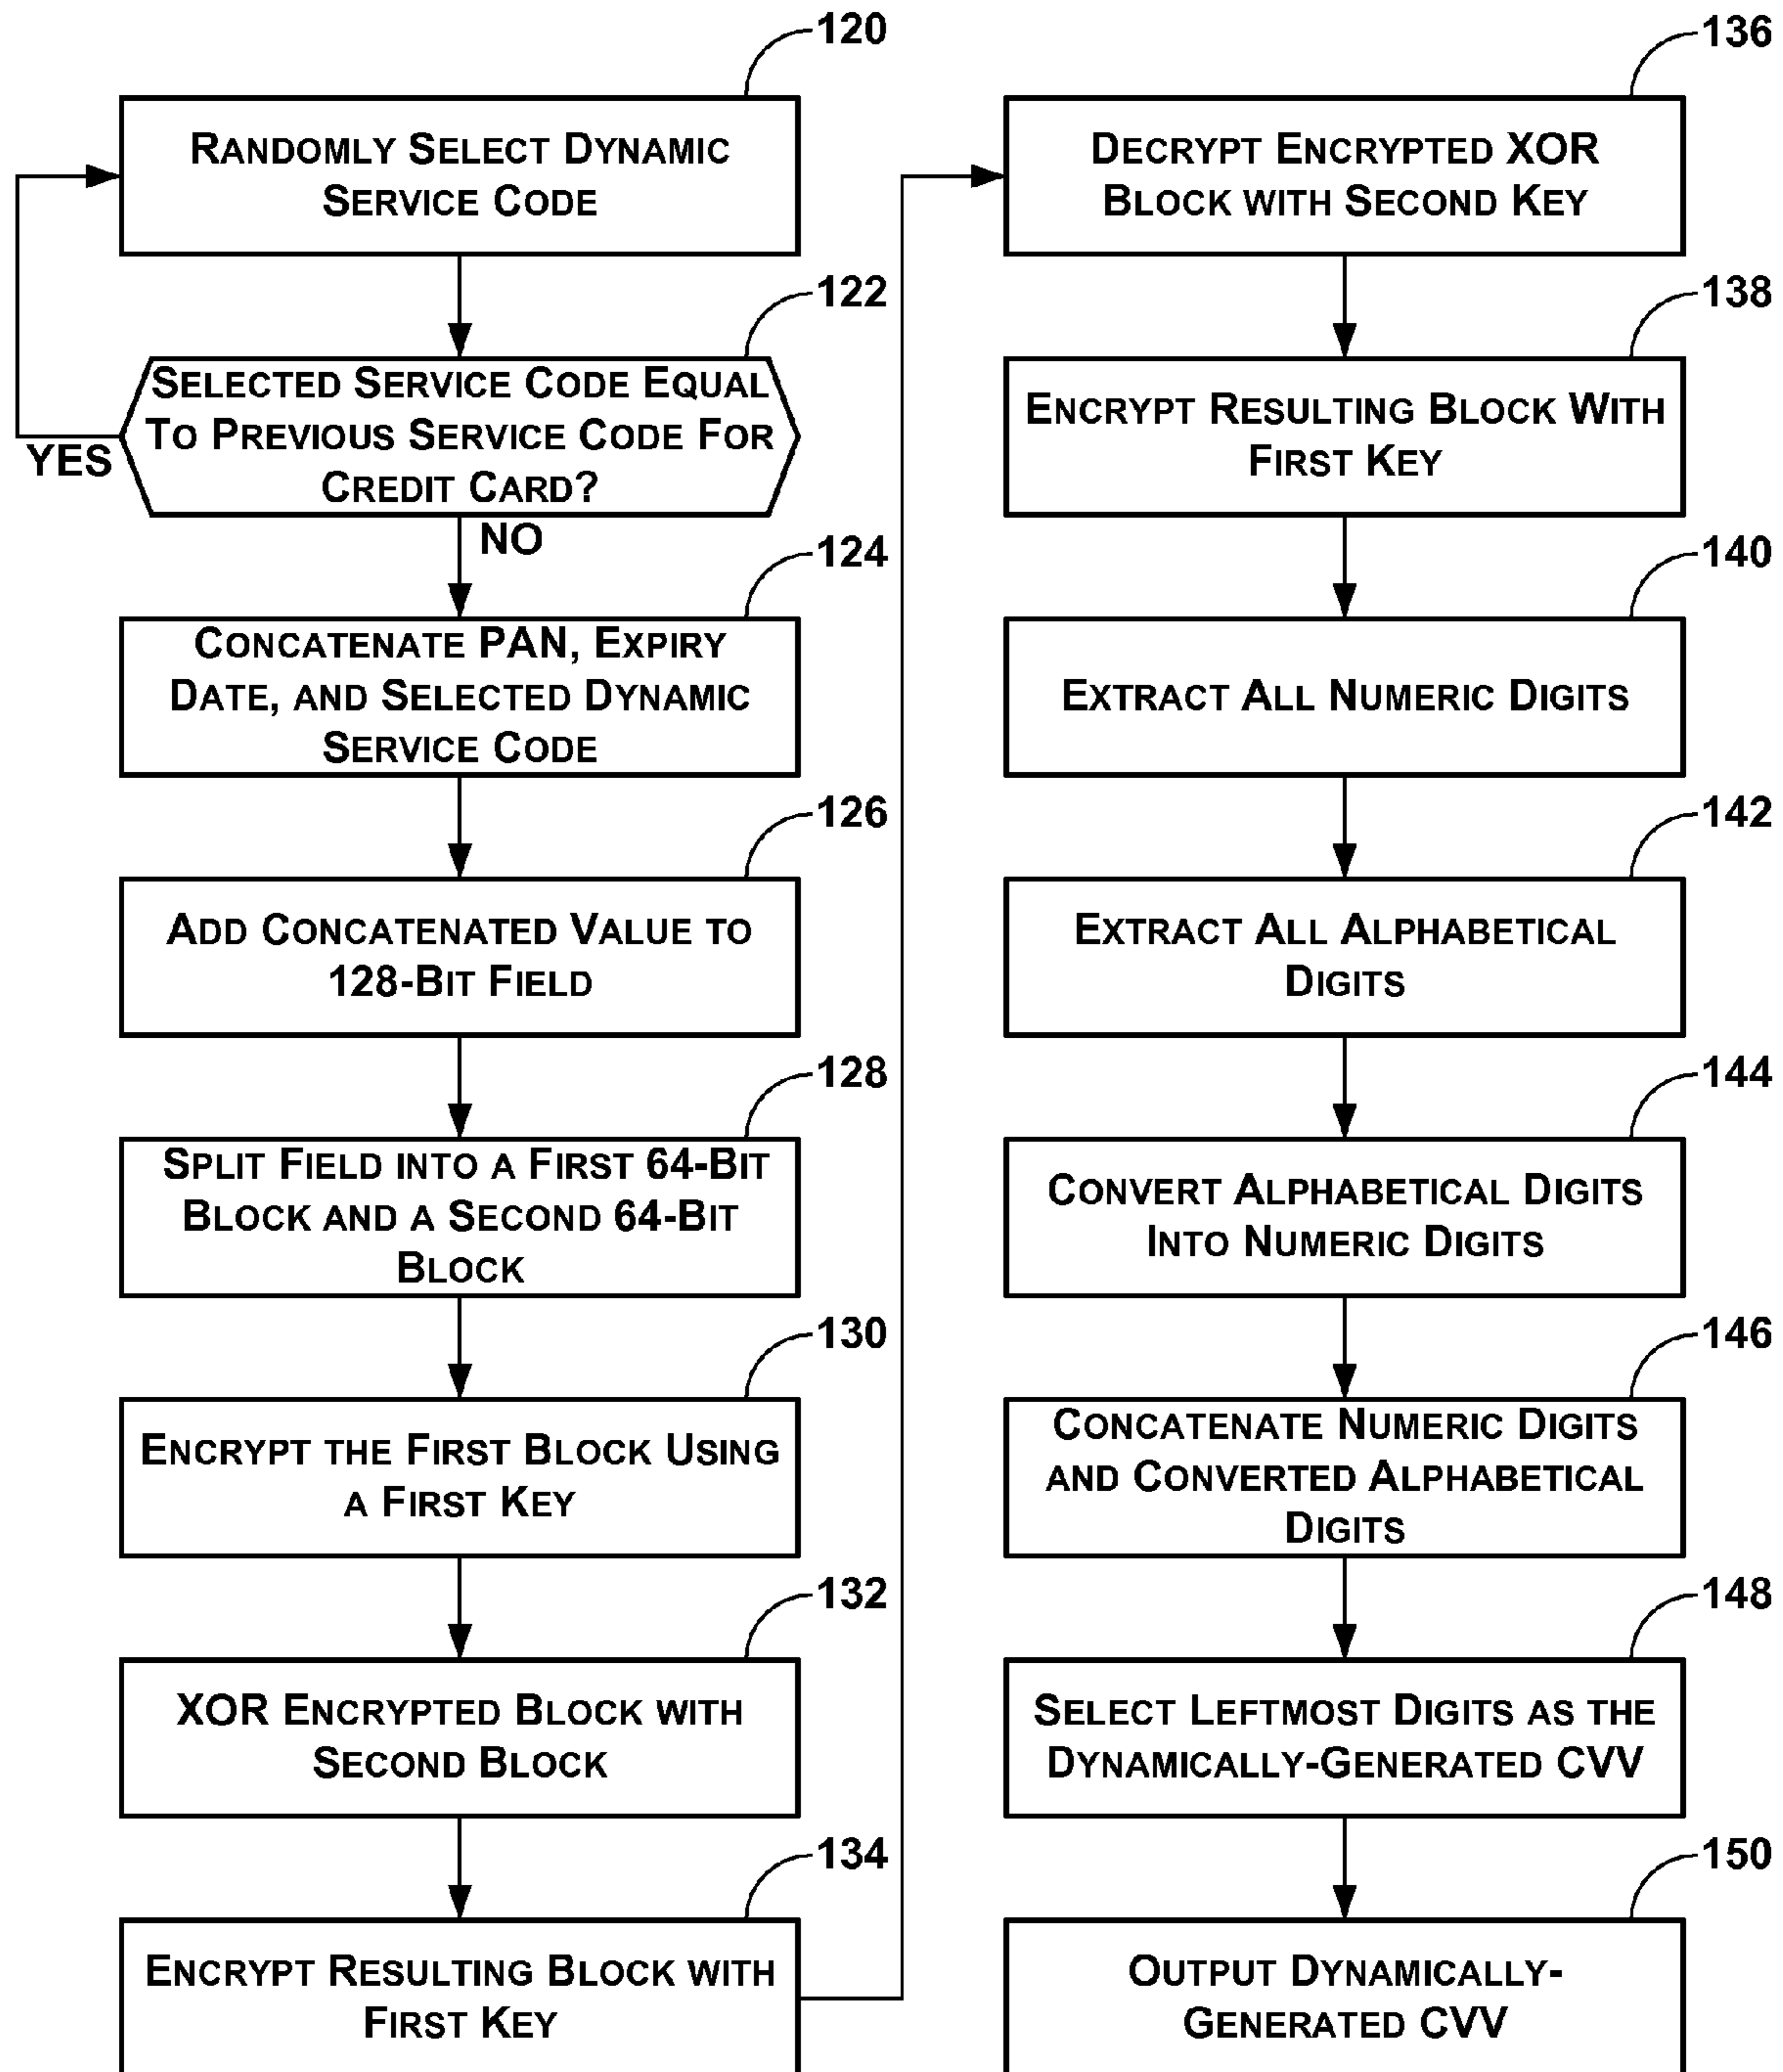 120
RANDOMLY SELECT DYNAMIC
SERVICE CODE
122
SELECTED SERVICE CODE EQUAL
TO PREVIOUS SERVICE CODE FOR
CREDIT CARD?
YES
NO
124
CONCATENATE PAN, EXPIRY
DATE, AND SELECTED DYNAMIC
SERVICE CODE
126
ADD CONCATENATED VALUE TO
128-BIT FIELD
128
SPLIT FIELD INTO A FIRST 64-BIT
BLOCK AND A SECOND 64-BIT
BLOCK
130
ENCRYPT THE FIRST BLOCK USING
A FIRST KEY
132
XOR ENCRYPTED BLOCK WITH
SECOND BLOCK
134
ENCRYPT RESULTING BLOCK WITH
FIRST KEY
136
DECRYPT ENCRYPTED XOR
BLOCK WITH SECOND KEY
138
ENCRYPT RESULTING BLOCK WITH
FIRST KEY
140
EXTRACT ALL NUMERIC DIGITS
142
EXTRACT ALL ALPHABETICAL
DIGITS
144
CONVERT ALPHABETICAL DIGITS
INTO NUMERIC DIGITS
146
CONCATENATE NUMERIC DIGITS
AND CONVERTED ALPHABETICAL
DIGITS
148
SELECT LEFTMOST DIGITS AS THE
DYNAMICALLY-GENERATED CVV
150
OUTPUT DYNAMICALLY-
GENERATED CVV